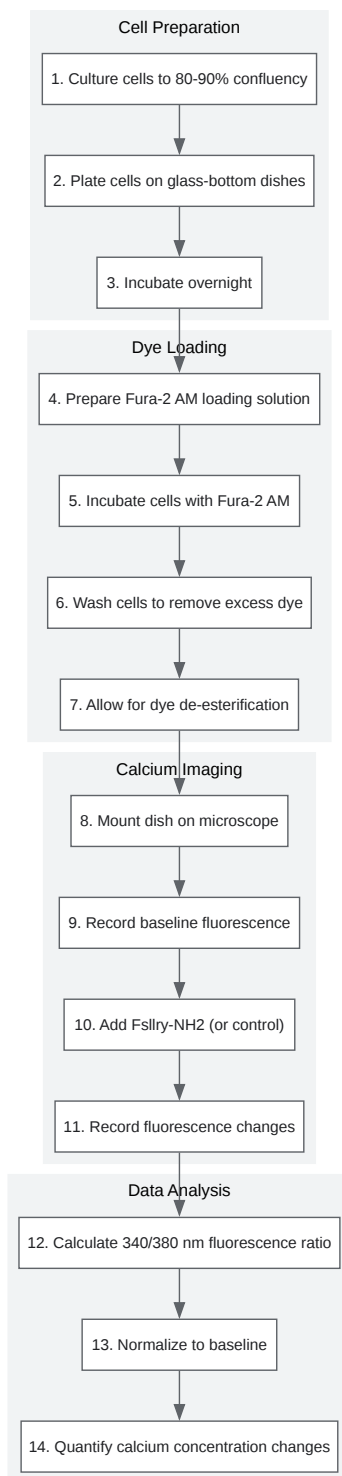 Cell Preparation
1. Culture cells to 80-90% confluency
2. Plate cells on glass-bottom dishes
3. Incubate overnight
Dye Loading
4. Prepare Fura-2 AM loading solution
5. Incubate cells with Fura-2 AM
6. Wash cells to remove excess dye
7. Allow for dye de-esterification
Calcium Imaging
8. Mount dish on microscope
9. Record baseline fluorescence
10. Add Fsllry-NH2 (or control)
11. Record fluorescence changes
Data Analysis
12. Calculate 340/380 nm fluorescence ratio
13. Normalize to baseline
14. Quantify calcium concentration changes